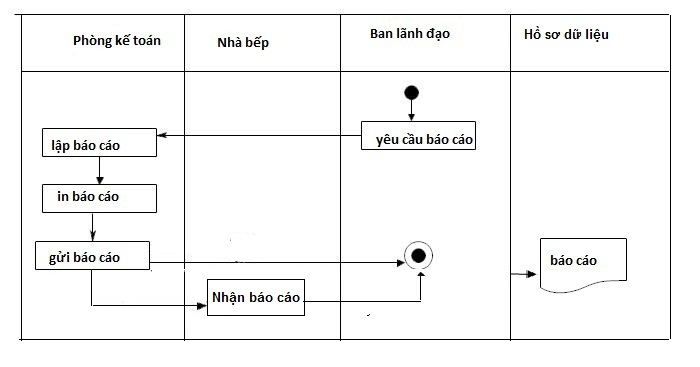 Phòng kế toán
Nhà bếp
Ban lãnh đạo
Hồ sơ dữ liệu
yêu cầu báo cáo
lập báo cáo
in báo cáo
gửi báo cáo
báo cáo
Nhận báo cáo